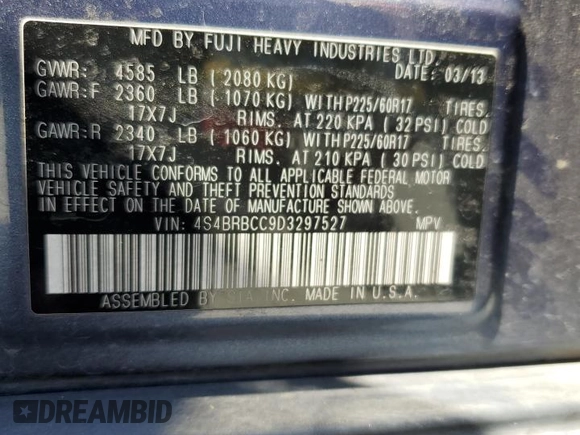 MFD BY FUJI HEAVY INDUSTRIES LTD.
GVWR: 4585 LB ( 2080 KG) DATE: 03/13
GAWR:F 2360 LB ( 1070 KG) WITH P225/60R17 TIRES.
17X7J RIMS. AT 220 KPA ( 32 PSI) COLD
GAWR:R 2340 LB ( 1060 KG) WITH P225/60R17 TIRES.
17X7J RIMS. AT 210 KPA ( 30 PSI) COLD
THIS VEHICLE CONFORMS TO ALL APPLICABLE FEDERAL MOTOR
VEHICLE SAFETY AND THEFT PREVENTION STANDARDS
IN EFFECT ON THE DATE OF MANUFACTURE SHOWN ABOVE.
VIN: 4S4BRBCC9D3297527 MPV
ASSEMBLED BY SIA INC. MADE IN U.S.A.
DREAMBID